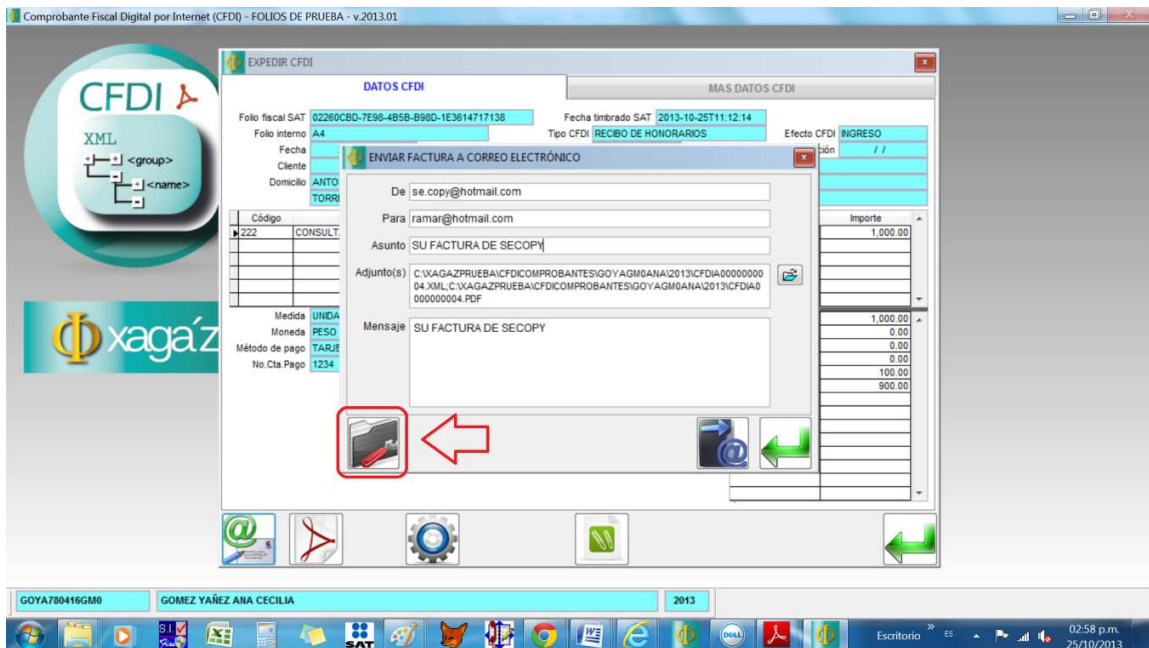 Comprobante Fiscal Digital por Internet (CFDI) - FOLIOS DE PRUEBA - v.2013.01
CFDI
XML
<group>
<name>
xagaíz
EXPEDIR CFDI
DATOS CFDI
MAS DATOS CFDI
Folio fiscal SAT 02260CBD-7E98-4B5B-B98D-1E3614717138
Fecha timbrado SAT 2013-10-25T11:12:14
Folio interno A4
Tipo CFDI RECIBO DE HONORARIOS
Efecto CFDI INGRESO
Fecha
/ /
Cliente
Domicilio ANTO
TORRE
Código
Importe
222 CONSULT
1,000.00
Medida UNIDA
Moneda PESO
Método de pago TARJE
No.Cta.Pago 1234
1,000.00
0.00
0.00
0.00
100.00
900.00
ENVIAR FACTURA A CORREO ELECTRÓNICO
De se.copy@hotmail.com
Para ramar@hotmail.com
Asunto SU FACTURA DE SECOPY
Adjunto(s) C:\XAGAZPRUEBA\CFDICOMPROBANTES\GOYAGM0ANA\2013\CFDIA00000000
04.XML;C:\XAGAZPRUEBA\CFDICOMPROBANTES\GOYAGM0ANA\2013\CFDIA0
000000004.PDF
Mensaje SU FACTURA DE SECOPY
GOYA780416GM0
GOMEZ YAÑEZ ANA CECILIA
2013
S.I.
SAT
DELL
Escritorio
ES
02:58 p.m.
25/10/2013